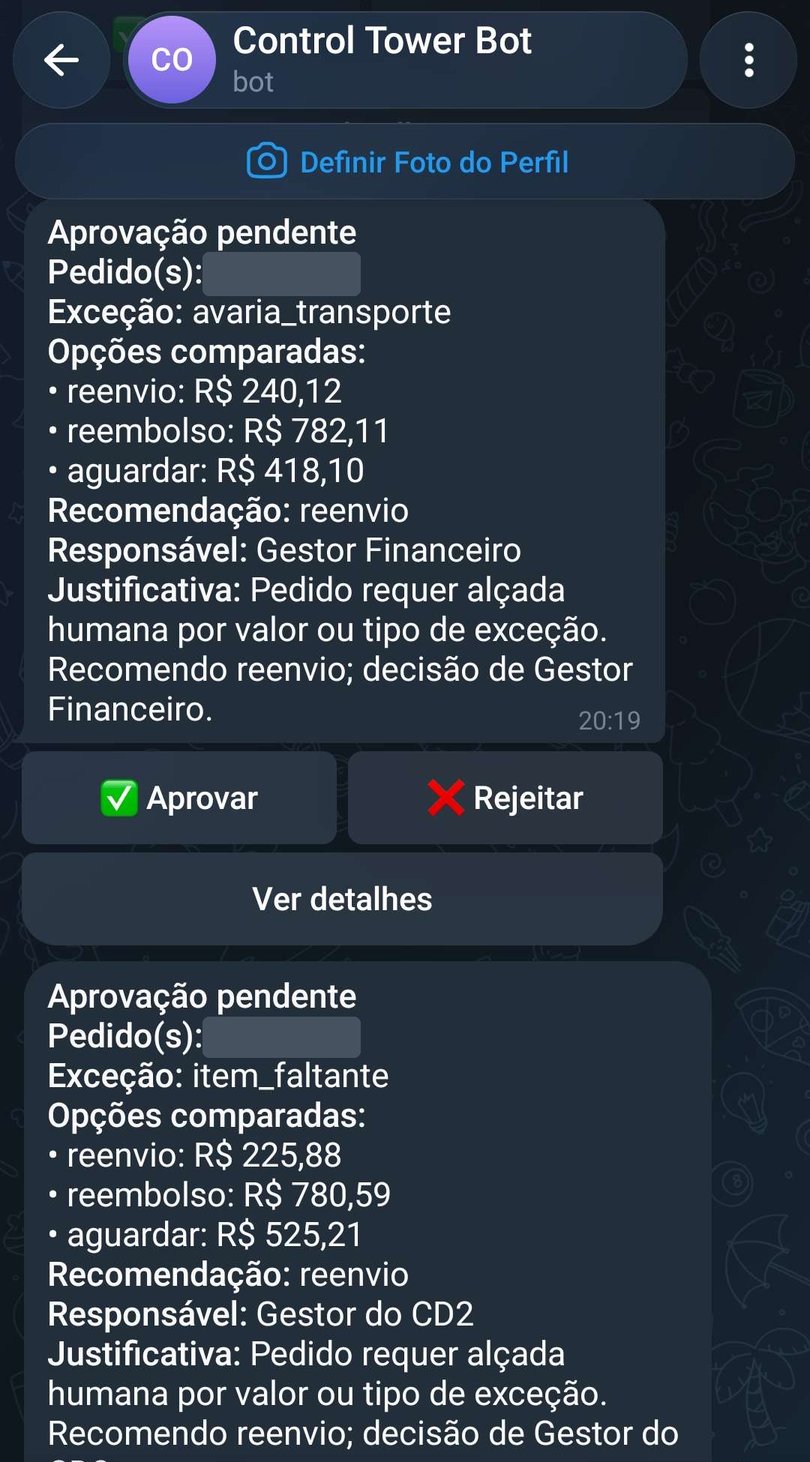 CO
Control Tower Bot
bot
Definir Foto do Perfil
Aprovação pendente
Pedido(s):
Exceção: avaria_transporte
Opções comparadas:
• reenvio: R$ 240,12
• reembolso: R$ 782,11
• aguardar: R$ 418,10
Recomendação: reenvio
Responsável: Gestor Financeiro
Justificativa: Pedido requer alçada
humana por valor ou tipo de exceção.
Recomendo reenvio; decisão de Gestor
Financeiro.
20:19
✅ Aprovar
❌ Rejeitar
Ver detalhes
Aprovação pendente
Pedido(s):
Exceção: item_faltante
Opções comparadas:
• reenvio: R$ 225,88
• reembolso: R$ 780,59
• aguardar: R$ 525,21
Recomendação: reenvio
Responsável: Gestor do CD2
Justificativa: Pedido requer alçada
humana por valor ou tipo de exceção.
Recomendo reenvio; decisão de Gestor do